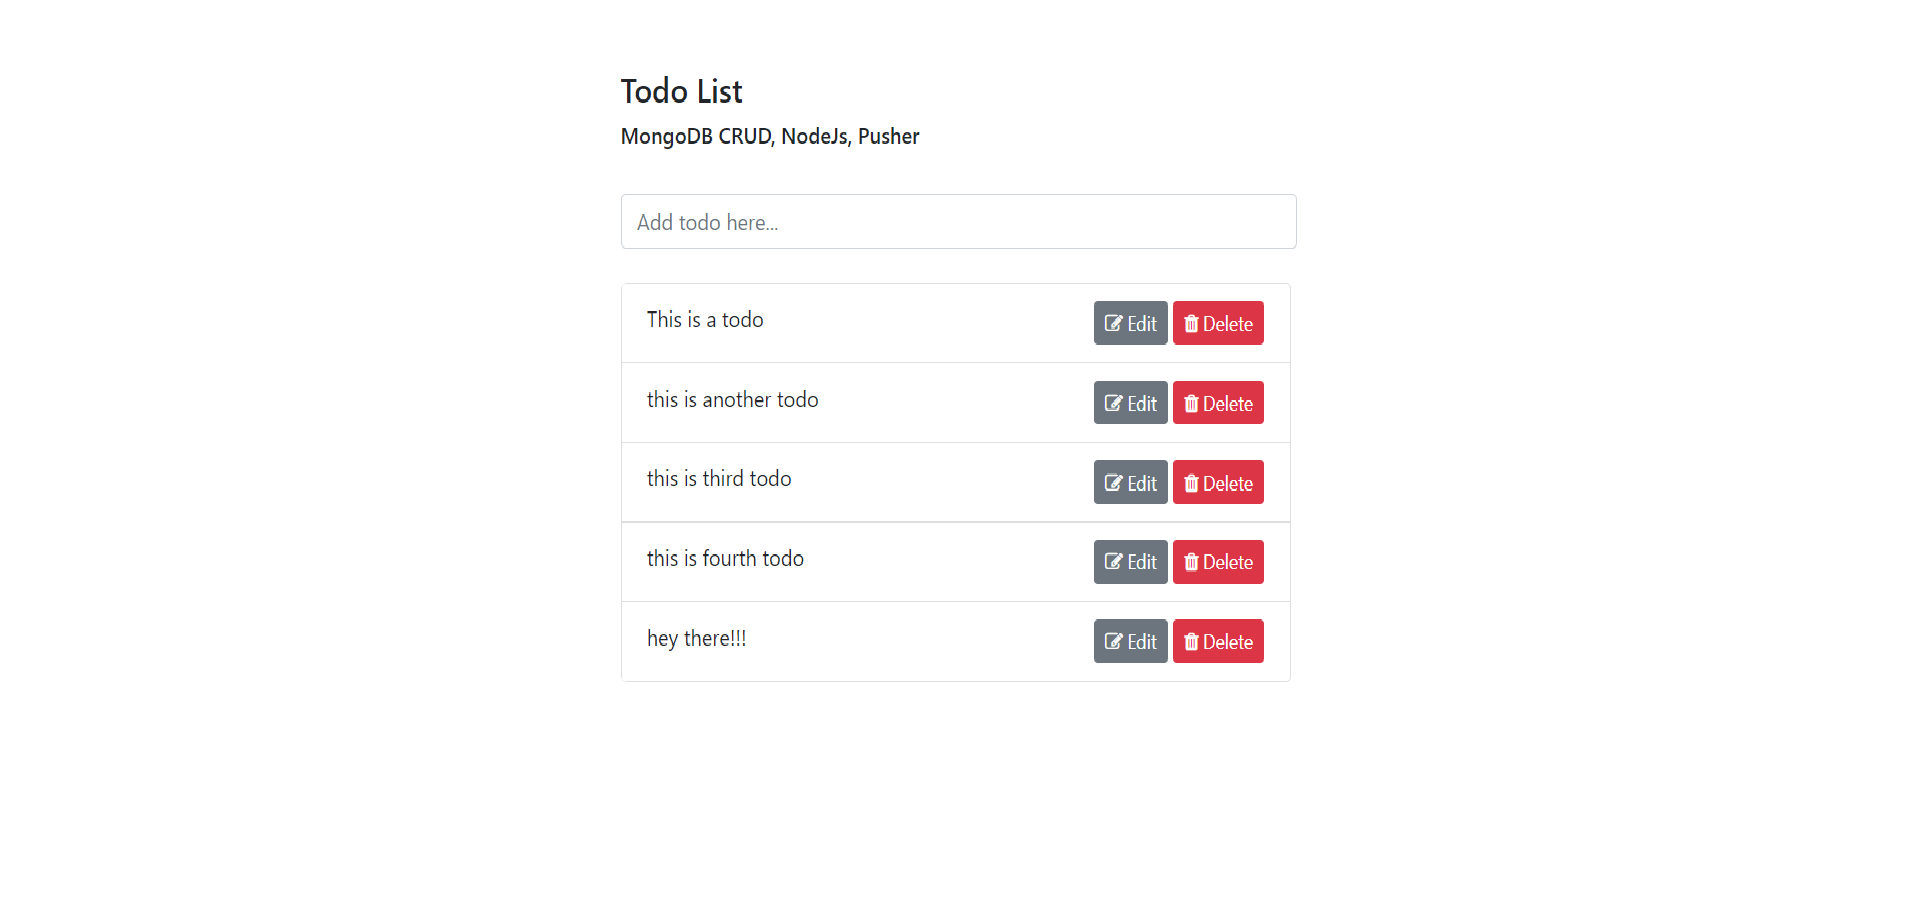 Todo List
MongoDB CRUD, NodeJs, Pusher
Add todo here...
This is a todo Edit Delete
this is another todo Edit Delete
this is third todo Edit Delete
this is fourth todo Edit Delete
hey there!!! Edit Delete